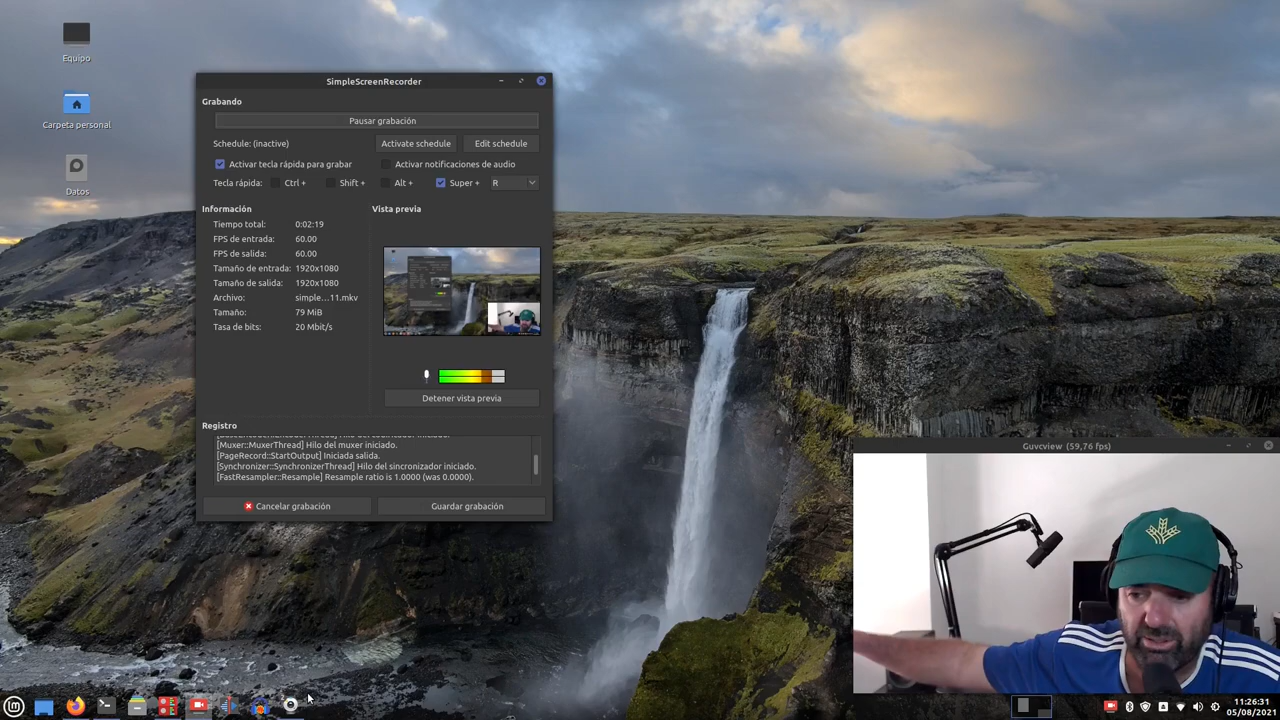 Equipo
Carpeta personal
Datos
SimpleScreenRecorder
Grabando
Pausar grabación
Schedule: (inactive)
Activate schedule
Edit schedule
Activar tecla rápida para grabar
Activar notificaciones de audio
Tecla rápida:
Ctrl +
Shift +
Alt +
Super +
R
Información
Vista previa
Tiempo total: 0:02:19
FPS de entrada: 60.00
FPS de salida: 60.00
Tamaño de entrada: 1920x1080
Tamaño de salida: 1920x1080
Archivo: simple...11.mkv
Tamaño: 79 MiB
Tasa de bits: 20 Mbit/s
Detener vista previa
Registro
[Muxer::MuxerThread] Hilo del muxer iniciado.
[PageRecord::StartOutput] Iniciada salida.
[Synchronizer::SynchronizerThread] Hilo del sincronizador iniciado.
[FastResampler::Resample] Resample ratio is 1.0000 (was 0.0000).
Cancelar grabación
Guardar grabación
Guvcview (59,76 fps)
11:26:31
05/08/2021